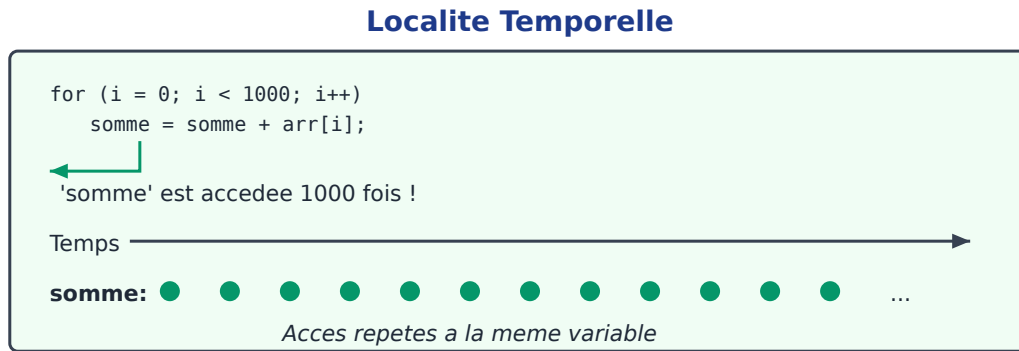 Localite Temporelle
for (i = 0; i < 1000; i++)
somme = somme + arr[i];
'somme' est accedee 1000 fois !
Temps
somme:
...
Acces repetes a la meme variable